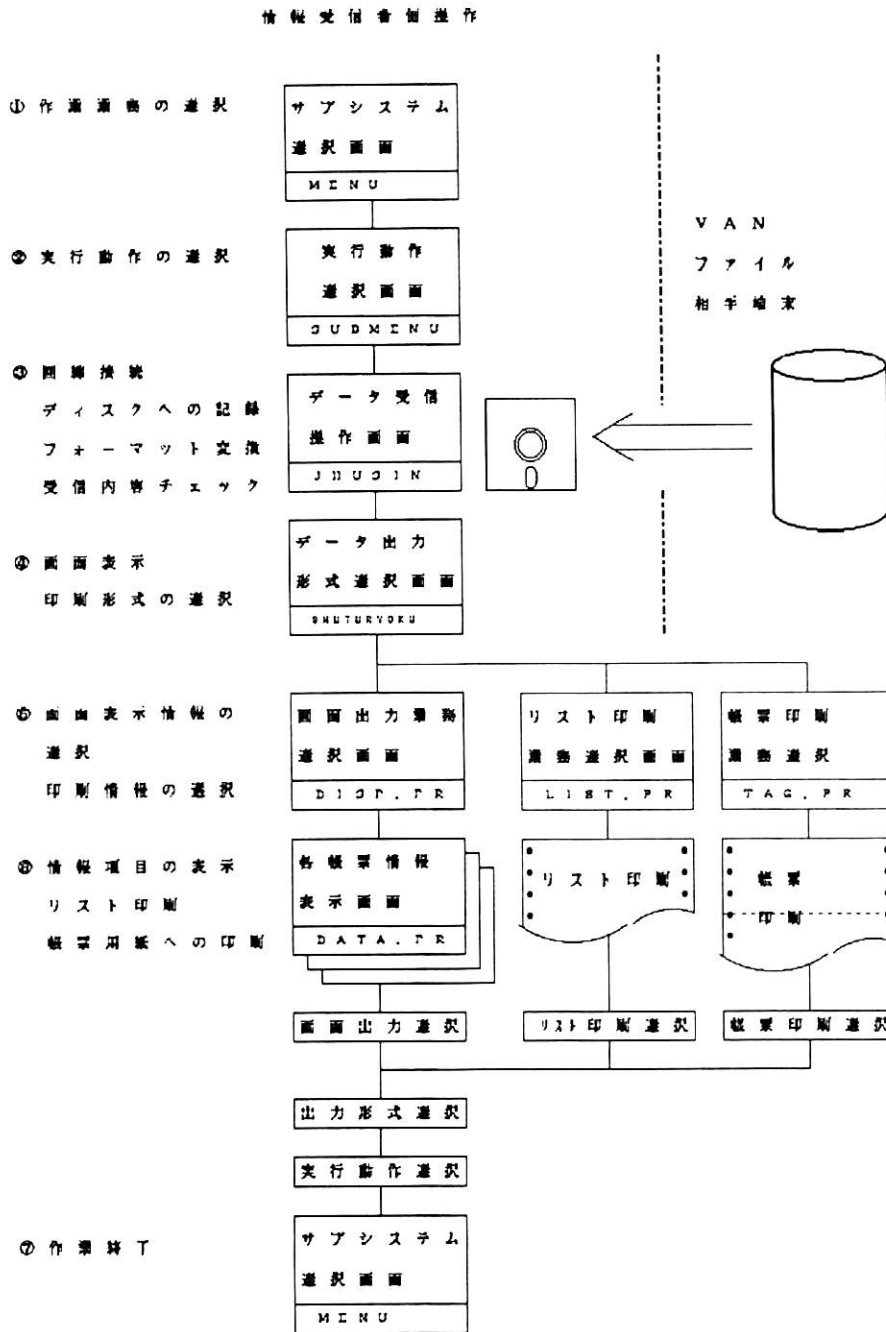 情報受信者側操作
①作業業務の選択
サブシステム
選択画面
MENU
②実行動作の選択
実行動作
選択画面
SUBMENU
VAN
ファイル
相手端末
③回線接続
ディスクへの記録
フォーマット変換
受信内容チェック
データ受信
操作画面
JHUSIN
④画面表示
印刷形式の選択
データ出力
形式選択画面
SHUTURYOKU
⑤画面表示情報の
選択
印刷情報の選択
画面出力業務
選択画面
DISP.PR
リスト印刷
業務選択画面
LIST.PR
帳票印刷
業務選択
TAG.PR
⑥情報項目の表示
リスト印刷
帳票用紙への印刷
各帳票情報
表示画面
DATA.PR
リスト印刷
帳票
印刷
画面出力選択
リスト印刷選択
帳票印刷選択
出力形式選択
実行動作選択
⑦作業終了
サブシステム
選択画面
MENU